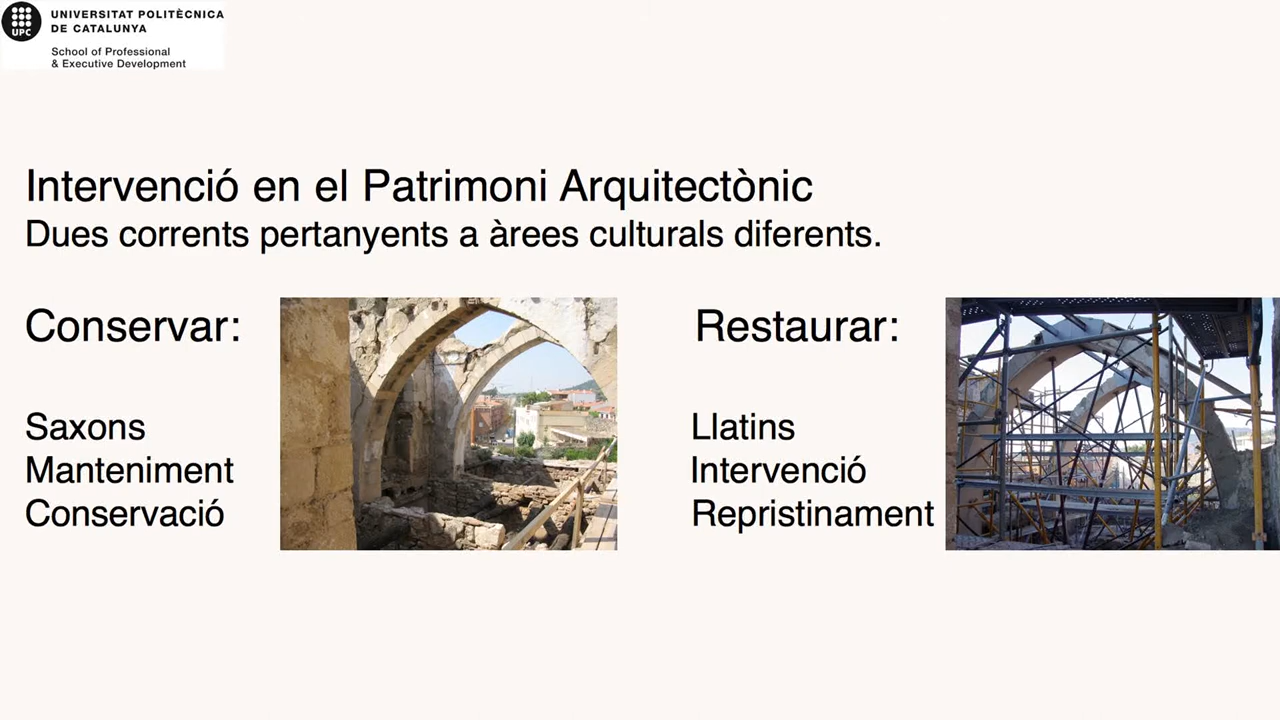 UPC
UNIVERSITAT POLITÈCNICA
DE CATALUNYA
School of Professional
& Executive Development
Intervenció en el Patrimoni Arquitectònic
Dues corrents pertanyents a àrees culturals diferents.
Conservar:
Saxons
Manteniment
Conservació
Restaurar:
Llatins
Intervenció
Repristinament